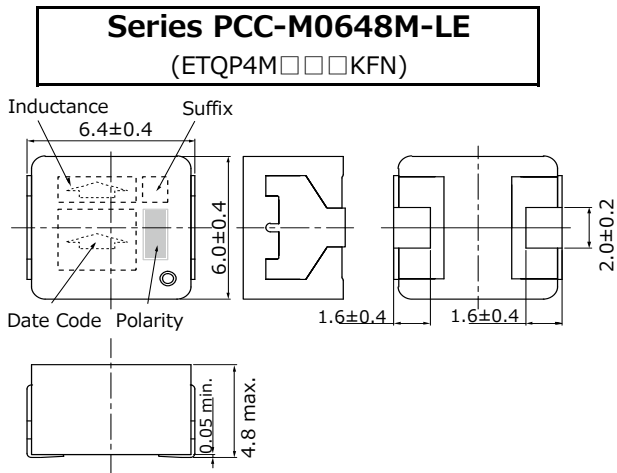 Series PCC-M0648M-LE
(ETQP4M□□□KFN)
Inductance
Suffix
6.4±0.4
6.0±0.4
2.0±0.2
Date Code
Polarity
1.6±0.4
1.6±0.4
0.05 min.
4.8 max.